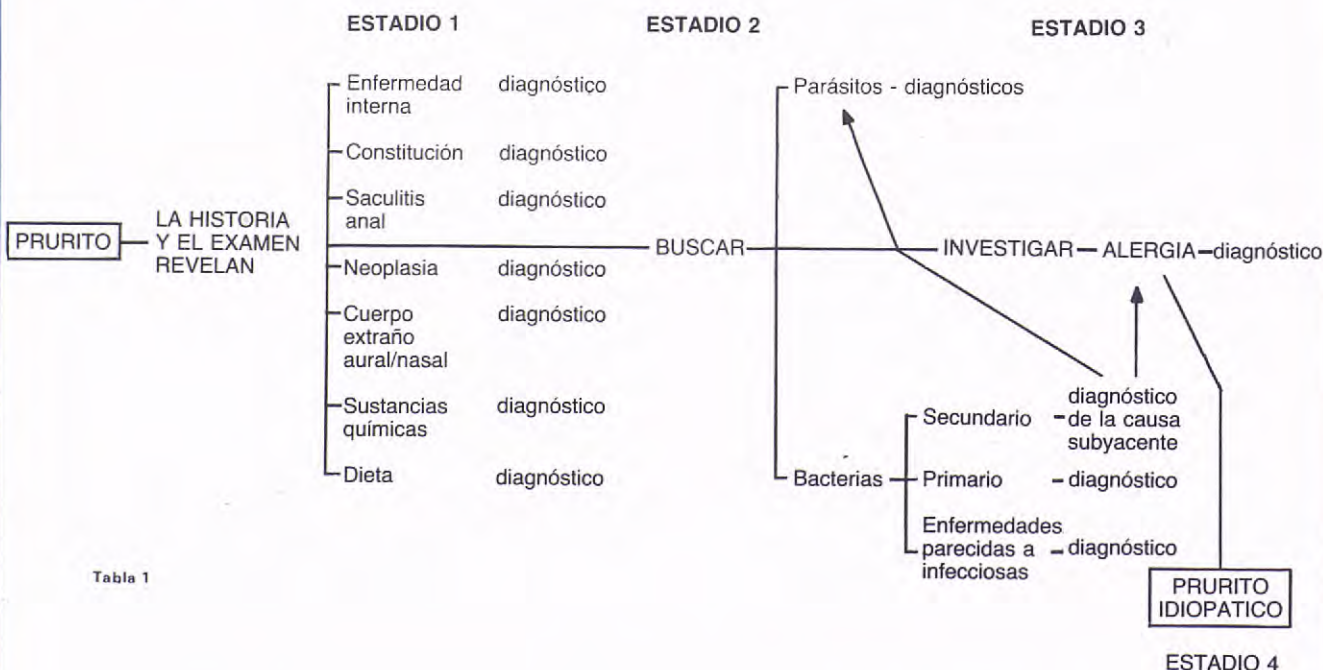 ESTADIO 1
ESTADIO 2
ESTADIO 3
PRURITO
LA HISTORIA
Y EL EXAMEN
REVELAN
Enfermedad
interna
diagnóstico
Constitución
diagnóstico
Saculitis
anal
diagnóstico
Neoplasia
diagnóstico
Cuerpo
extraño
aural/nasal
diagnóstico
Sustancias
químicas
diagnóstico
Dieta
diagnóstico
BUSCAR
Parásitos - diagnósticos
INVESTIGAR
ALERGIA
diagnóstico
Bacterias
Secundario
diagnóstico
de la causa
subyacente
Primario
diagnóstico
Enfermedades
parecidas a
infecciosas
diagnóstico
PRURITO
IDIOPATICO
ESTADIO 4
Tabla 1